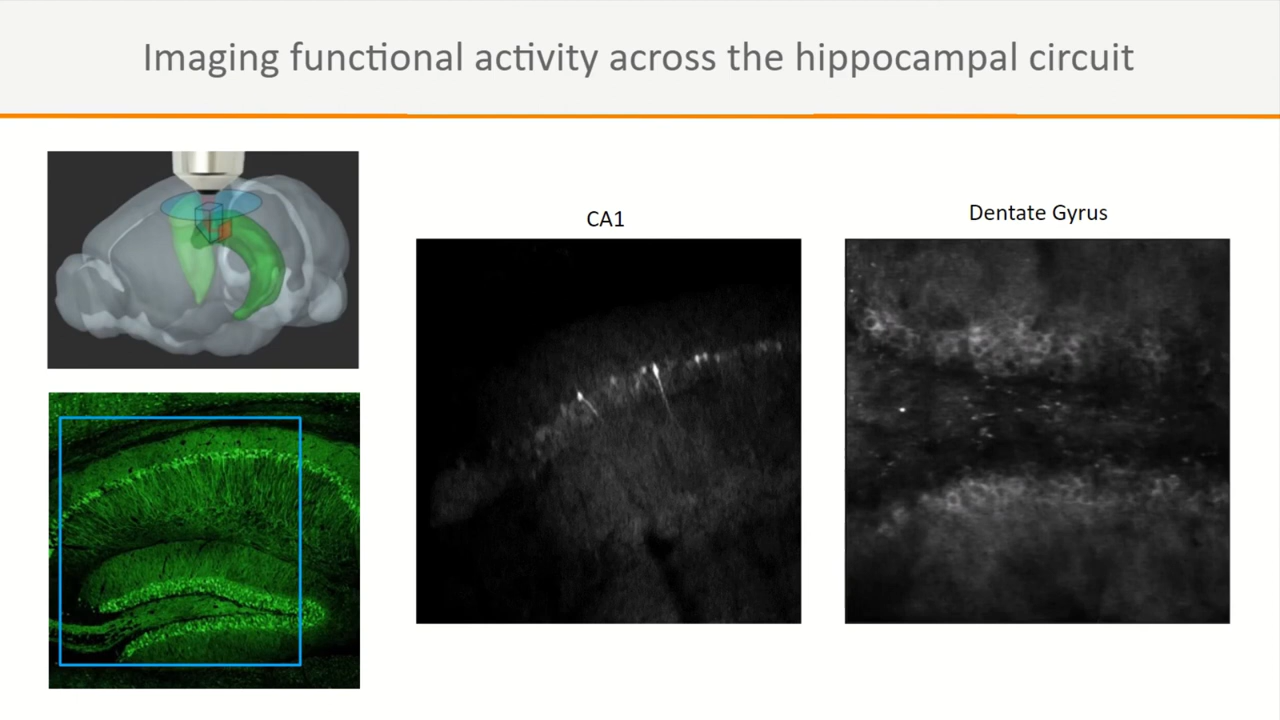 Imaging functional activity across the hippocampal circuit
CA1
Dentate Gyrus